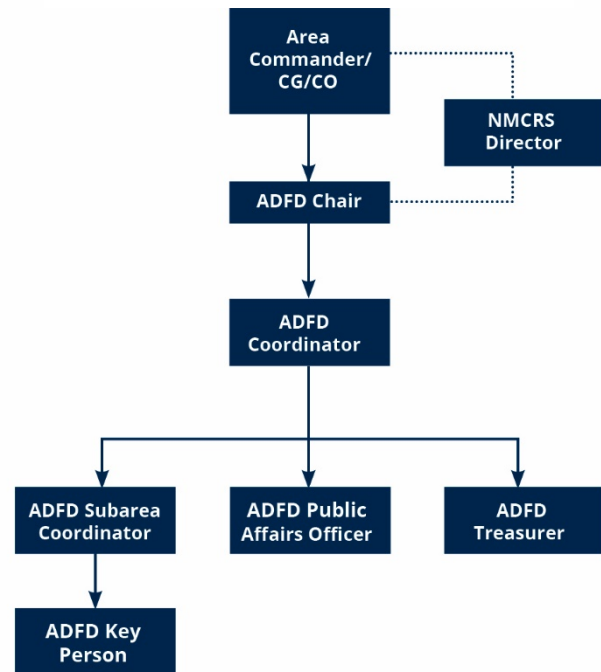 Area
Commander/
CG/CO
NMCRS
Director
ADFD Chair
ADFD
Coordinator
ADFD Subarea
Coordinator
ADFD Public
Affairs Officer
ADFD
Treasurer
ADFD Key
Person